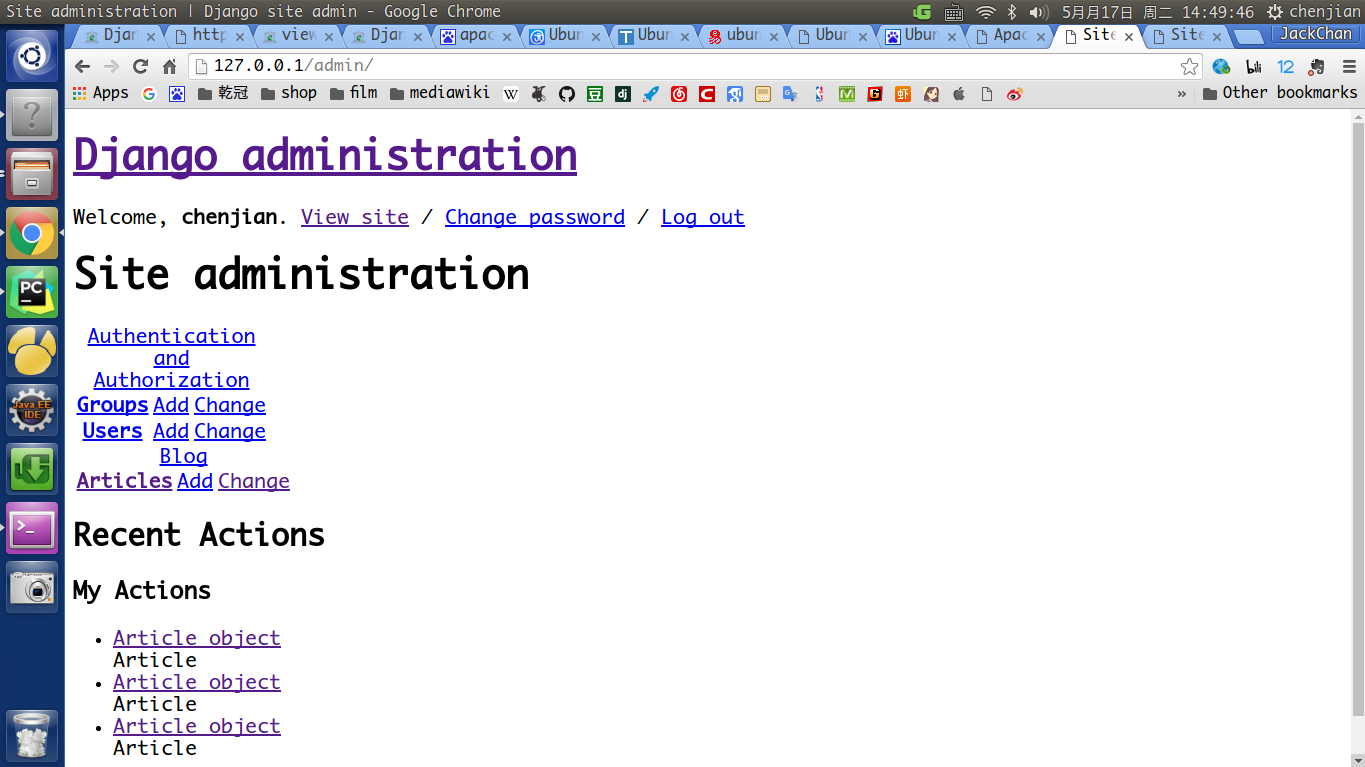 Site administration | Django site admin - Google Chrome
5月月17日 周二 14:49:46 chenjian
Djan
http
view
Djan
apac
Ubun
Ubun
ubun
Ubun
Ubun
Apac
Site
Site
JackChan
127.0.0.1/admin/
12
Apps 乾冠 shop film mediawiki W 豆 dj 虾 » Other bookmarks
Django administration
Welcome, chenjian. View site / Change password / Log out
Site administration
Authentication
and
Authorization
Groups Add Change
Users Add Change
Blog
Articles Add Change
Recent Actions
My Actions
Article object
Article
Article object
Article
Article object
Article
PC
Java EE
IDE